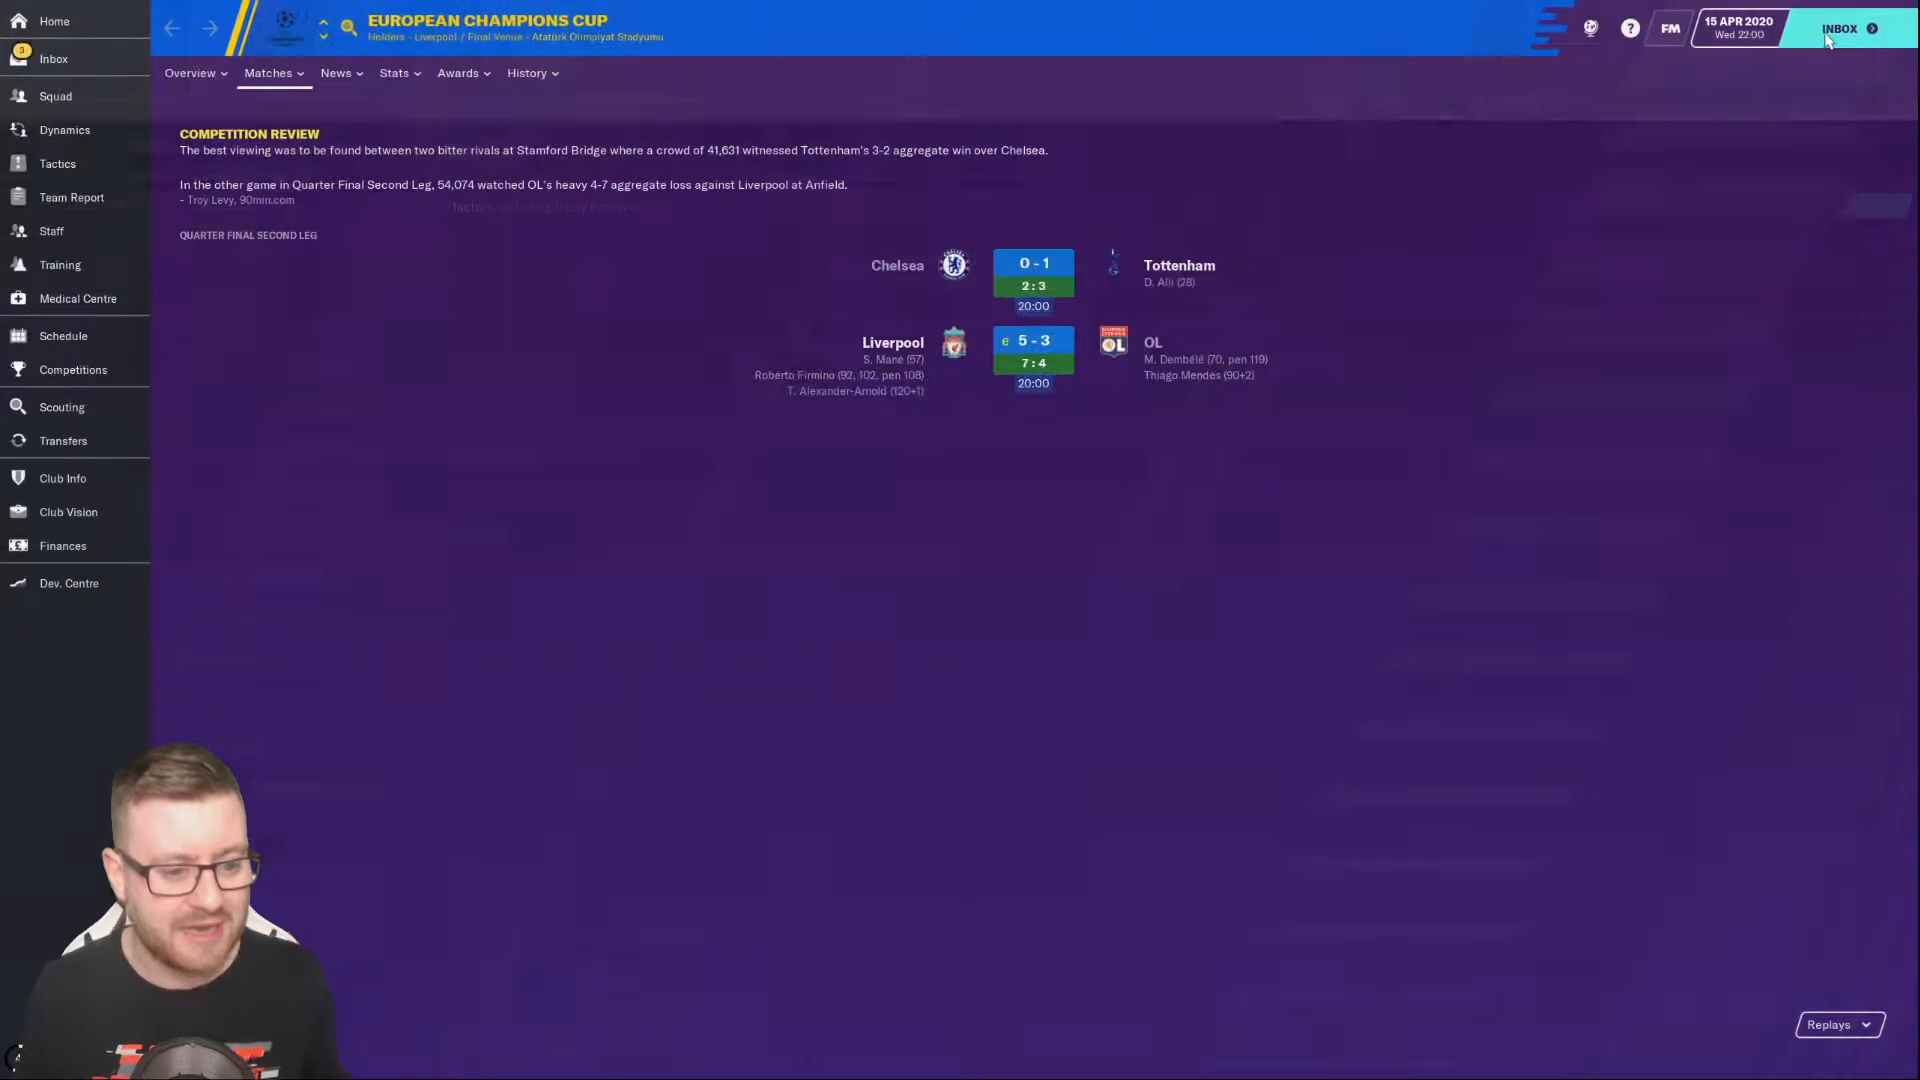 Home
Inbox
3
Squad
Dynamics
Tactics
Team Report
Staff
Training
Medical Centre
Schedule
Competitions
Scouting
Transfers
Club Info
Club Vision
Finances
Dev. Centre
EUROPEAN CHAMPIONS CUP
Holders - Liverpool / Final Venue - Atatürk Olimpiyat Stadyumu
? FM
15 APR 2020
Wed 22:00
INBOX
Overview Matches News Stats Awards History
COMPETITION REVIEW
The best viewing was to be found between two bitter rivals at Stamford Bridge where a crowd of 41,631 witnessed Tottenham's 3-2 aggregate win over Chelsea.
In the other game in Quarter Final Second Leg, 54,074 watched OL's heavy 4-7 aggregate loss against Liverpool at Anfield.
- Troy Levy, 90min.com
factors, including Injury Proneness
QUARTER FINAL SECOND LEG
Chelsea 0 - 1 Tottenham
2 : 3 D. Alli (28)
20:00
Liverpool e 5 - 3 OL
S. Mané (57) 7 : 4 M. Dembélé (70, pen 119)
Roberto Firmino (92, 102, pen 108) 20:00 Thiago Mendes (90+2)
T. Alexander-Arnold (120+1)
Replays